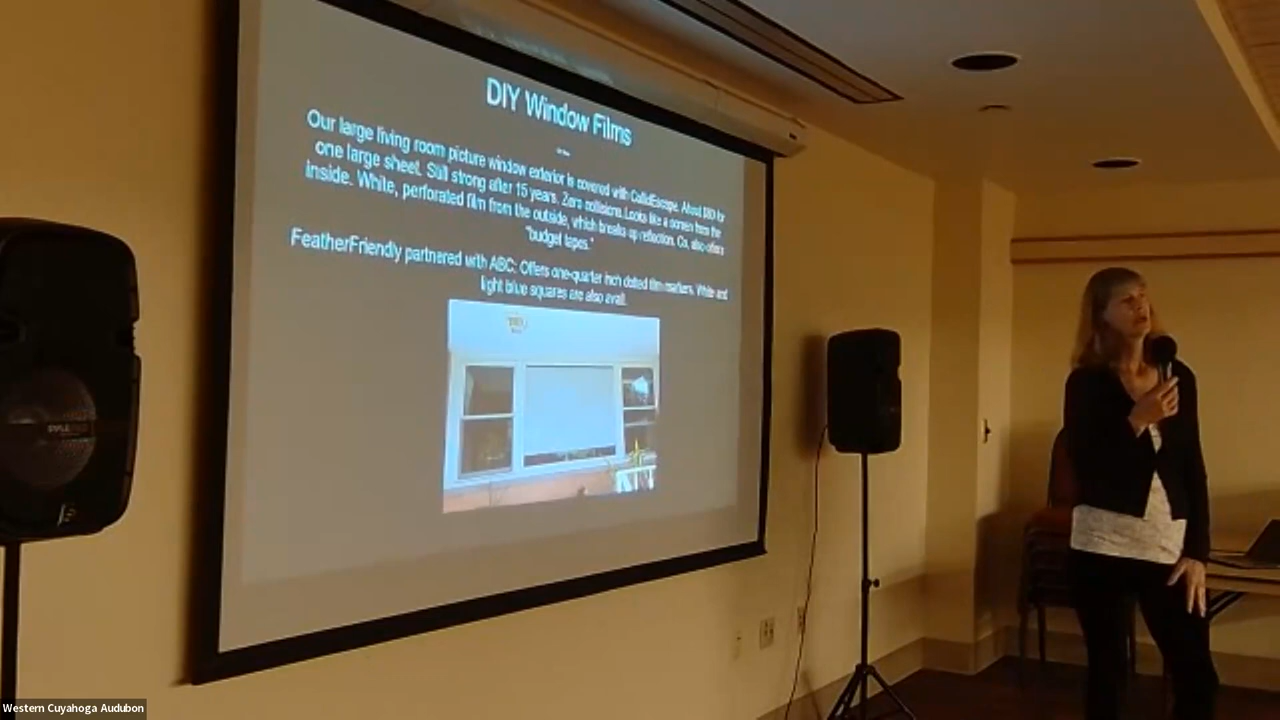 DIY Window Films
Our large living room picture window exterior is covered with CollidEscape. About $80 for
one large sheet. Still strong after 15 years. Zero collisions. Looks like a screen from the
inside. White, perforated film from the outside, which breaks up reflection. Co. also offers
"budget tapes."
FeatherFriendly partnered with ABC: Offers one-quarter inch dotted film markers. White and
light blue squares are also avail.
Western Cuyahoga Audubon